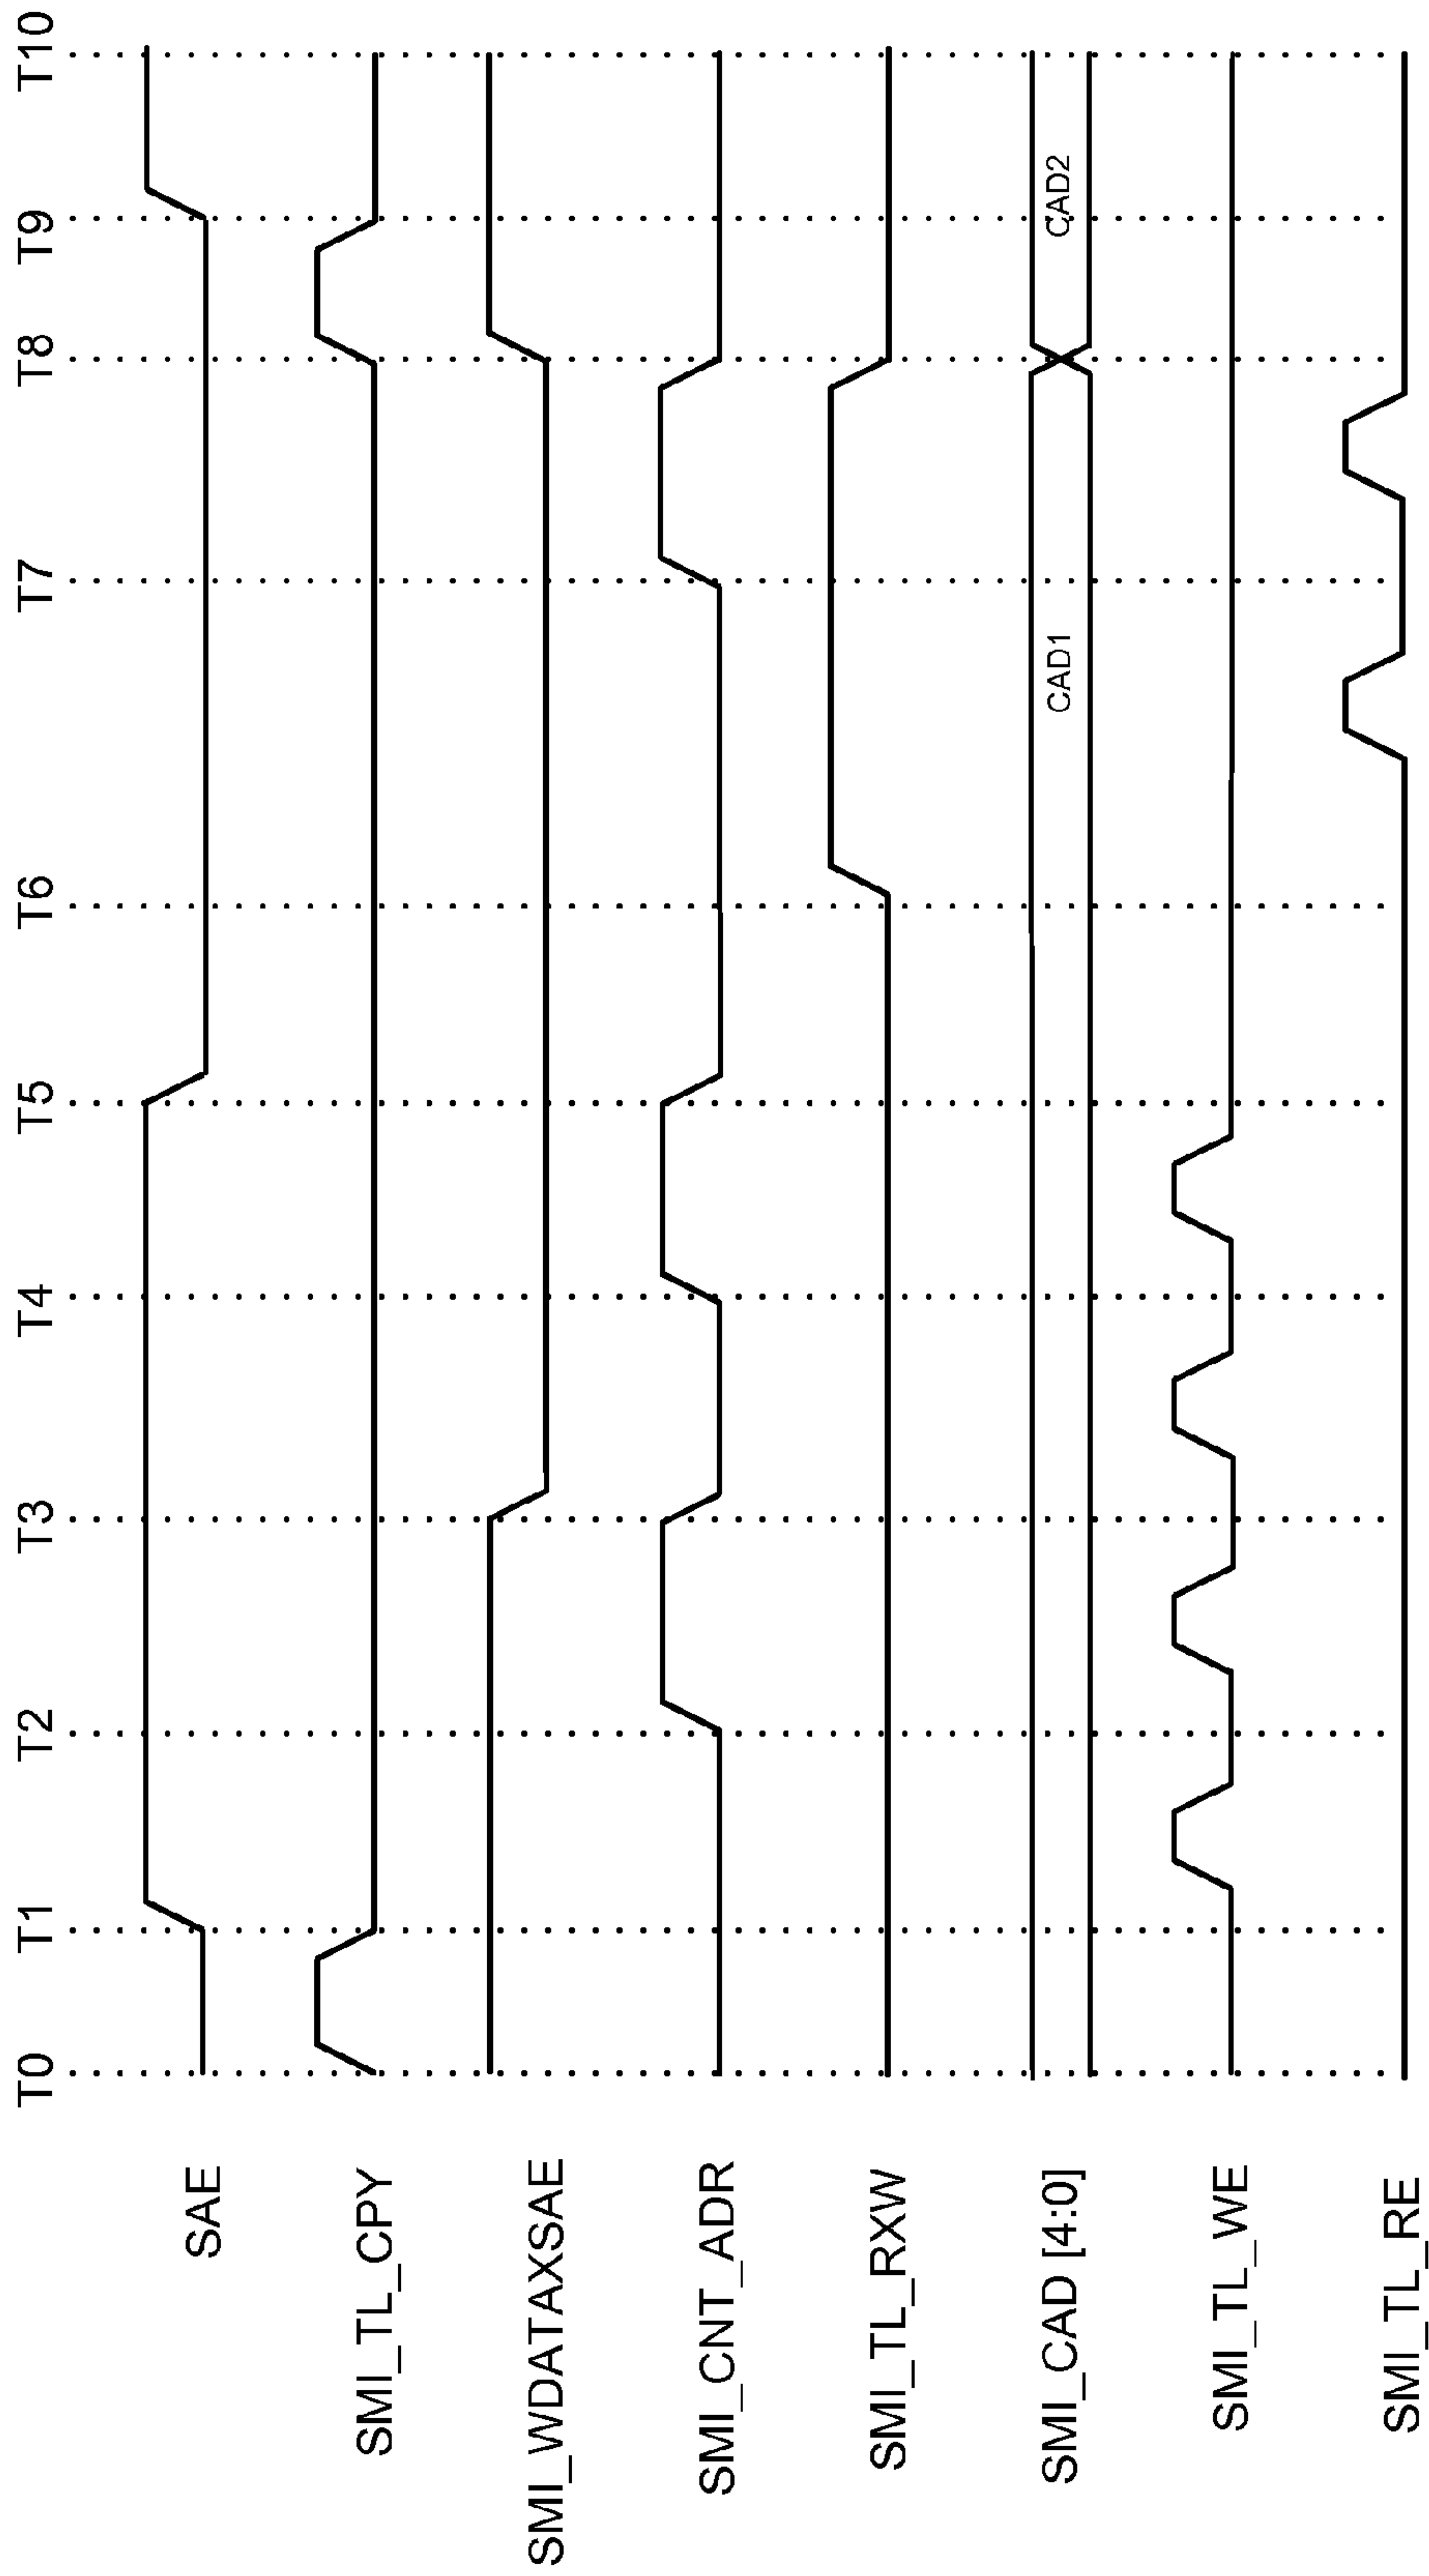 T0 T1 T2 T3 T4 T5 T6 T7 T8 T9 T10
SAE
SMI_TL_CPY
SMI_WDATAXSAE
SMI_CNT_ADR
SMI_TL_RXW
SMI_CAD [4:0] CAD1 CAD2
SMI_TL_WE
SMI_TL_RE